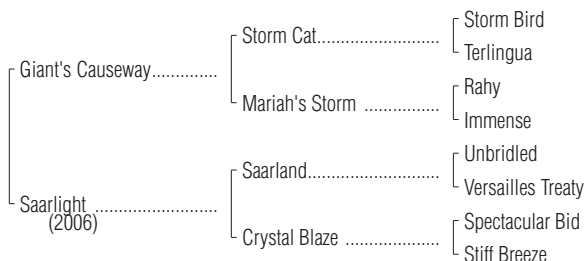 Storm Bird
Storm Cat
Terlingua
Giant's Causeway
Rahy
Mariah's Storm
Immense
Unbridled
Saarland
Versailles Treaty
Saarlight
(2006)
Spectacular Bid
Crystal Blaze
Stiff Breeze